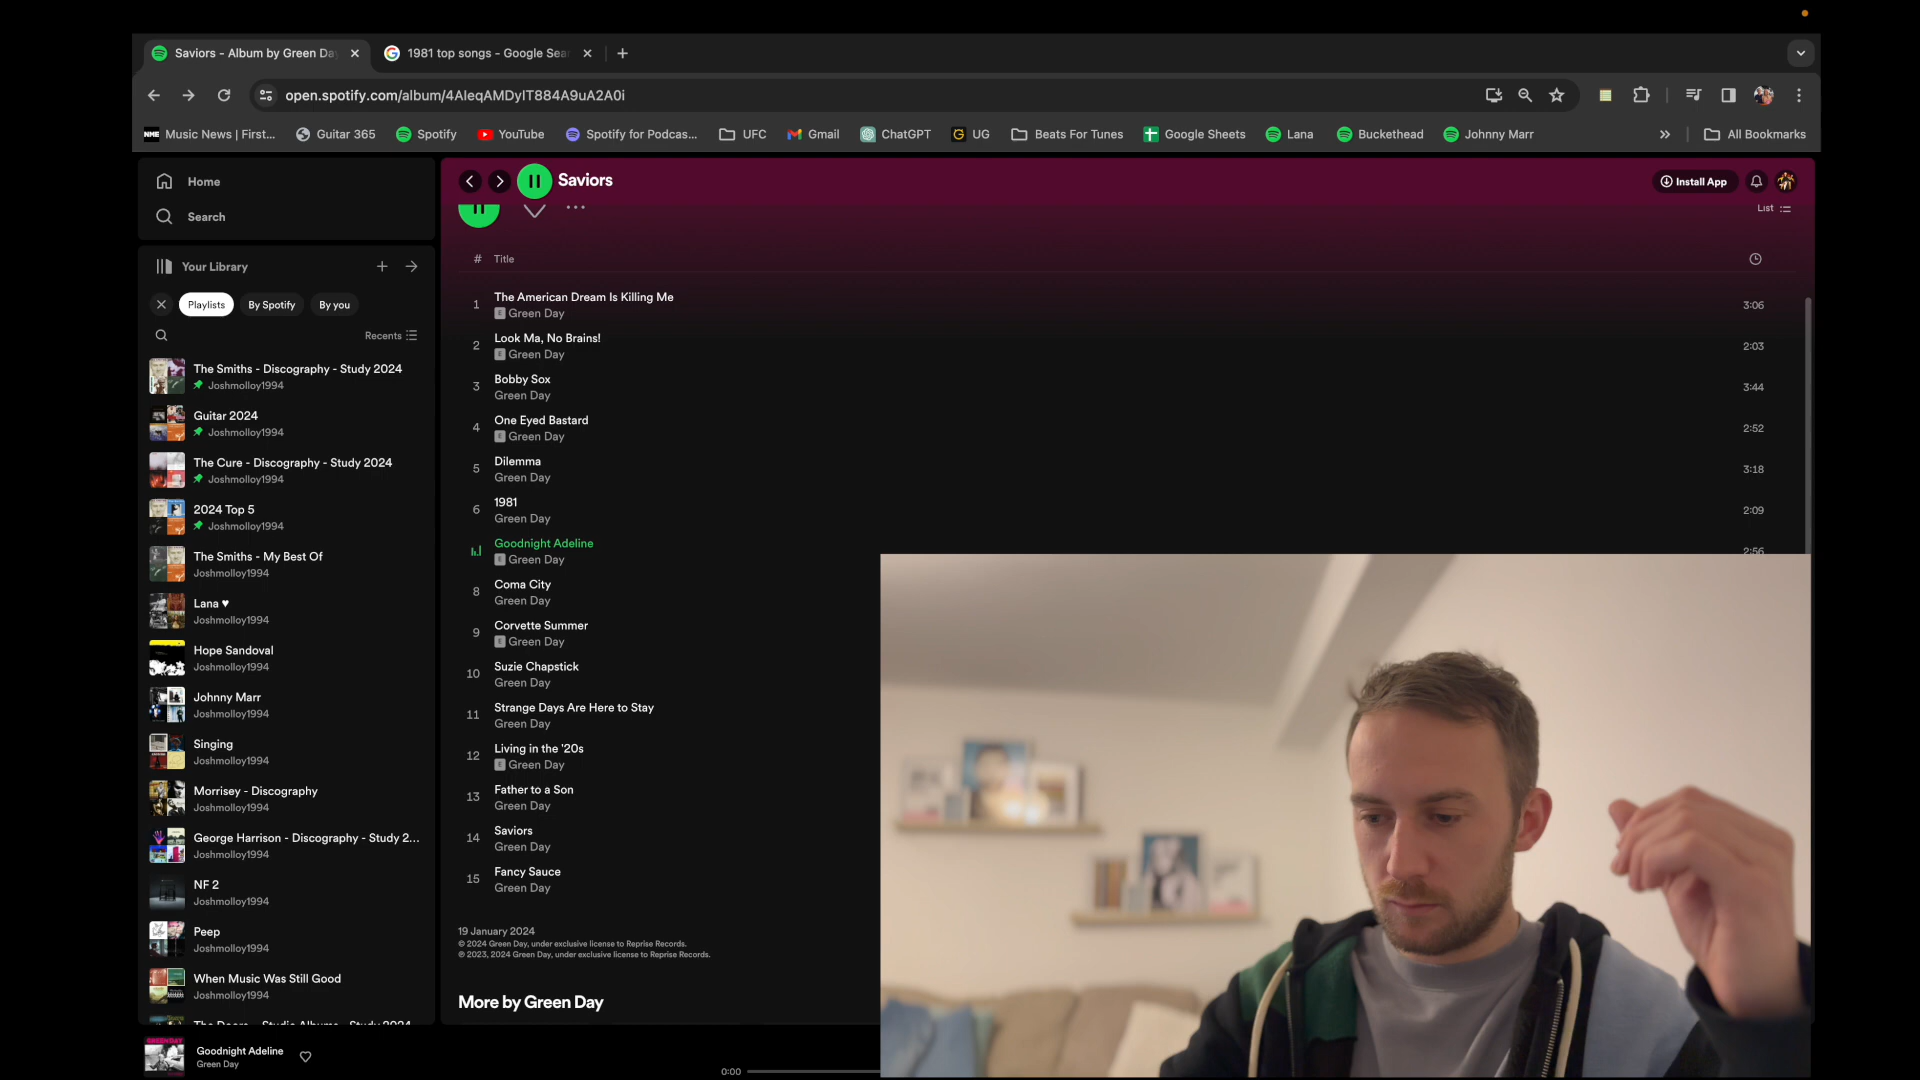 Saviors - Album by Green Da
1981 top songs - Google Sea
open.spotify.com/album/4AleqAMDylT884A9uA2A0i
NME Music News | First...
Guitar 365
Spotify
YouTube
Spotify for Podcas...
UFC
Gmail
ChatGPT
UG
Beats For Tunes
Google Sheets
Lana
Buckethead
Johnny Marr
All Bookmarks
Home
Search
Your Library
Playlists
By Spotify
By you
Recents
The Smiths - Discography - Study 2024
Joshmolloy1994
Guitar 2024
Joshmolloy1994
The Cure - Discography - Study 2024
Joshmolloy1994
2024 Top 5
Joshmolloy1994
The Smiths - My Best Of
Joshmolloy1994
Lana ♥
Joshmolloy1994
Hope Sandoval
Joshmolloy1994
Johnny Marr
Joshmolloy1994
Singing
Joshmolloy1994
Morrisey - Discography
Joshmolloy1994
George Harrison - Discography - Study 2...
Joshmolloy1994
NF 2
Joshmolloy1994
Peep
Joshmolloy1994
When Music Was Still Good
Joshmolloy1994
The Doors - Studio Albums - Study 2024
Saviors
Install App
List
# Title
1 The American Dream Is Killing Me 3:06
E Green Day
2 Look Ma, No Brains! 2:03
E Green Day
3 Bobby Sox 3:44
Green Day
4 One Eyed Bastard 2:52
E Green Day
5 Dilemma 3:18
Green Day
6 1981 2:09
Green Day
Goodnight Adeline 2:56
E Green Day
8 Coma City
Green Day
9 Corvette Summer
E Green Day
10 Suzie Chapstick
Green Day
11 Strange Days Are Here to Stay
Green Day
12 Living in the '20s
E Green Day
13 Father to a Son
Green Day
14 Saviors
Green Day
15 Fancy Sauce
Green Day
19 January 2024
© 2024 Green Day, under exclusive license to Reprise Records.
℗ 2023, 2024 Green Day, under exclusive license to Reprise Records.
More by Green Day
GREEN DAY
Goodnight Adeline
Green Day
0:00